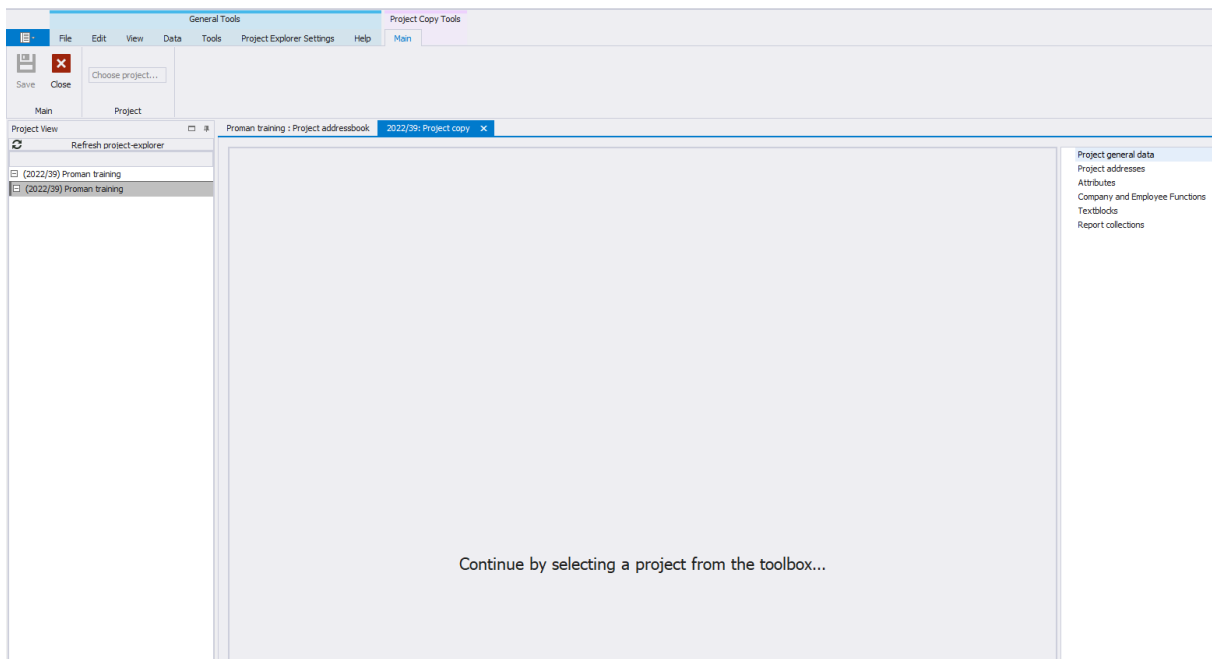 General Tools
Project Copy Tools
File Edit View Data Tools Project Explorer Settings Help Main
Save Close Choose project...
Main Project
Project View
Refresh project-explorer
(2022/39) Proman training
(2022/39) Proman training
Proman training : Project addressbook 2022/39: Project copy
Continue by selecting a project from the toolbox...
Project general data
Project addresses
Attributes
Company and Employee Functions
Textblocks
Report collections